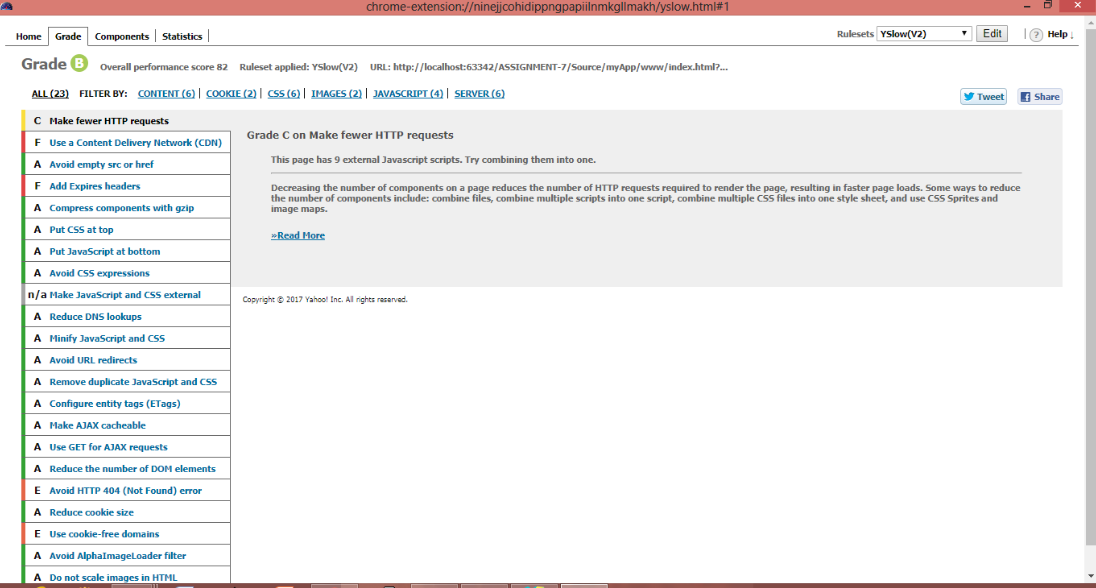 chrome-extension://ninejjcohidippngpapiilnmkgllmakh/yslow.html#1
Home Grade Components Statistics
Rulesets YSlow(V2) Edit ? Help ↓
Grade B Overall performance score 82 Ruleset applied: YSlow(V2) URL: http://localhost:63342/ASSIGNMENT-7/Source/myApp/www/index.html?...
ALL (23) FILTER BY: CONTENT (6) | COOKIE (2) | CSS (6) | IMAGES (2) | JAVASCRIPT (4) | SERVER (6)
Tweet Share
C Make fewer HTTP requests
F Use a Content Delivery Network (CDN)
A Avoid empty src or href
F Add Expires headers
A Compress components with gzip
A Put CSS at top
A Put JavaScript at bottom
A Avoid CSS expressions
n/a Make JavaScript and CSS external
A Reduce DNS lookups
A Minify JavaScript and CSS
A Avoid URL redirects
A Remove duplicate JavaScript and CSS
A Configure entity tags (ETags)
A Make AJAX cacheable
A Use GET for AJAX requests
A Reduce the number of DOM elements
E Avoid HTTP 404 (Not Found) error
A Reduce cookie size
E Use cookie-free domains
A Avoid AlphaImageLoader filter
A Do not scale images in HTML
Grade C on Make fewer HTTP requests
This page has 9 external Javascript scripts. Try combining them into one.
Decreasing the number of components on a page reduces the number of HTTP requests required to render the page, resulting in faster page loads. Some ways to reduce
the number of components include: combine files, combine multiple scripts into one script, combine multiple CSS files into one style sheet, and use CSS Sprites and
image maps.
»Read More
Copyright © 2017 Yahoo! Inc. All rights reserved.